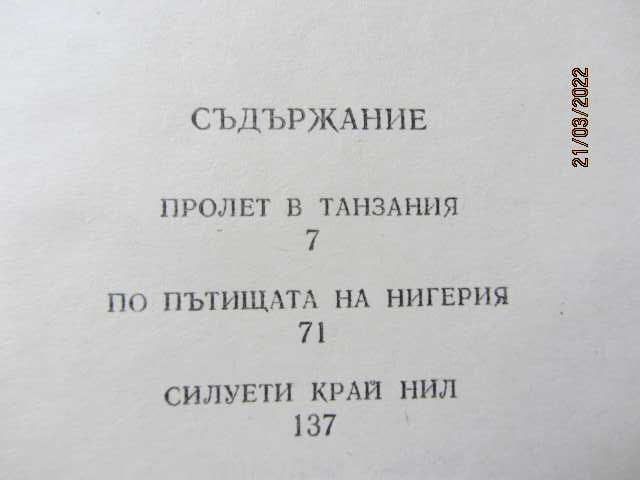 СЪДЪРЖАНИЕ
ПРОЛЕТ В ТАНЗАНИЯ
7
ПО ПЪТИЩАТА НА НИГЕРИЯ
71
СИЛУЕТИ КРАЙ НИЛ
137
21/03/2022